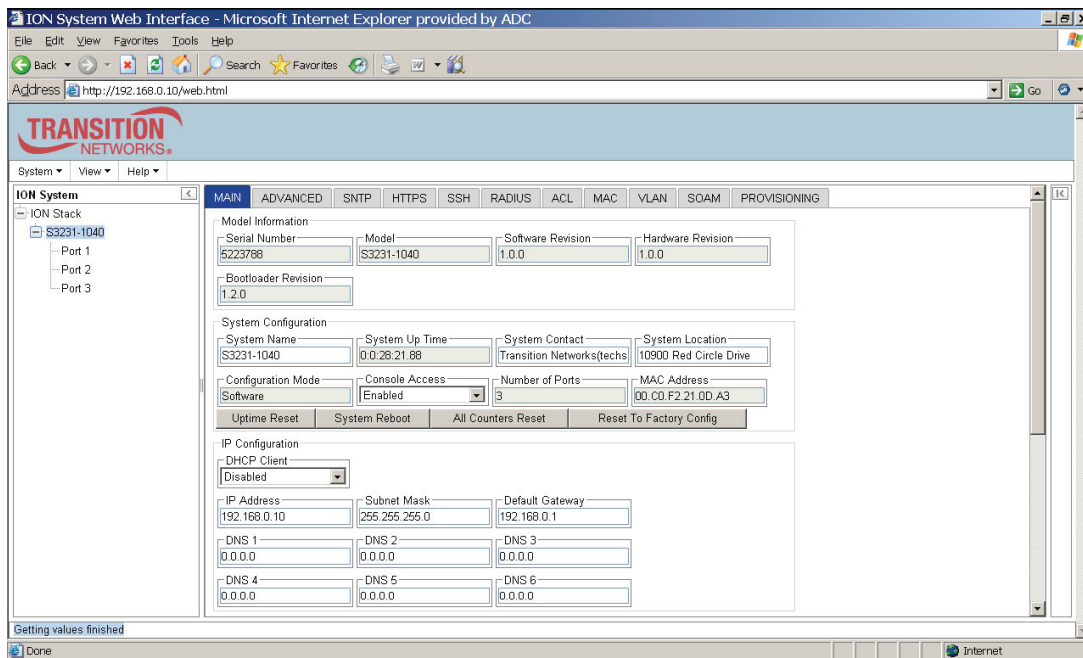 ION System Web Interface - Microsoft Internet Explorer provided by ADC
File Edit View Favorites Tools Help
Back Search Favorites
Address http://192.168.0.10/web.html Go
TRANSITION
NETWORKS®
System View Help
ION System
ION Stack
S3231-1040
Port 1
Port 2
Port 3
MAIN ADVANCED SNTP HTTPS SSH RADIUS ACL MAC VLAN SOAM PROVISIONING
Model Information
Serial Number Model Software Revision Hardware Revision
5223788 S3231-1040 1.0.0 1.0.0
Bootloader Revision
1.2.0
System Configuration
System Name System Up Time System Contact System Location
S3231-1040 0:0:28:21.88 Transition Networks(techs 10900 Red Circle Drive
Configuration Mode Console Access Number of Ports MAC Address
Software Enabled 3 00.C0.F2.21.0D.A3
Uptime Reset System Reboot All Counters Reset Reset To Factory Config
IP Configuration
DHCP Client
Disabled
IP Address Subnet Mask Default Gateway
192.168.0.10 255.255.255.0 192.168.0.1
DNS 1 DNS 2 DNS 3
0.0.0.0 0.0.0.0 0.0.0.0
DNS 4 DNS 5 DNS 6
0.0.0.0 0.0.0.0 0.0.0.0
Getting values finished
Done Internet